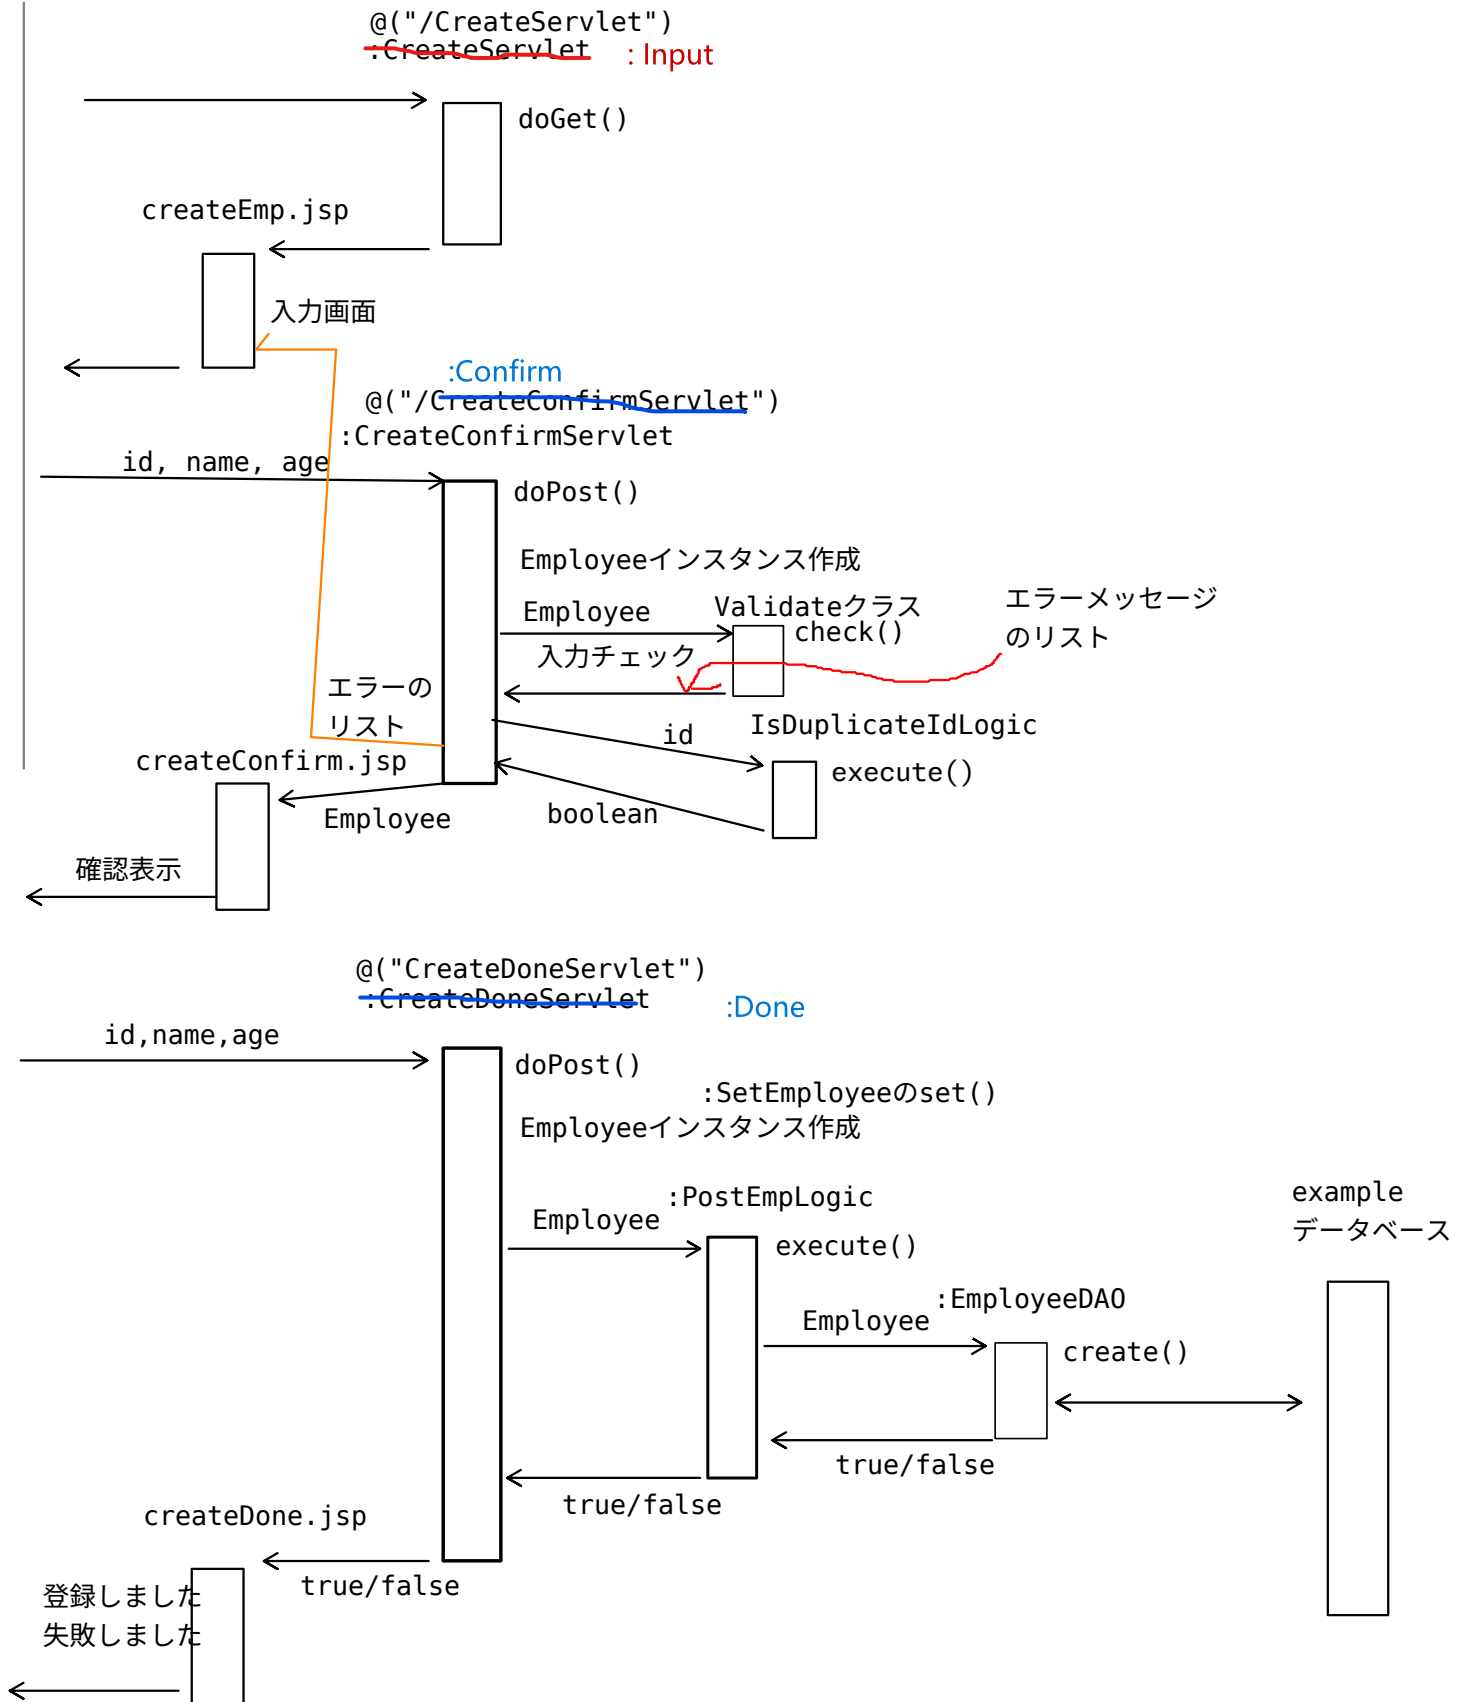 @("/CreateServlet")
:CreateServlet
: Input
doGet()
createEmp.jsp
入力画面
:Confirm
@("/CreateConfirmServlet")
:CreateConfirmServlet
id, name, age
doPost()
Employeeインスタンス作成
Employee
Validateクラス
check()
エラーメッセージ
のリスト
入力チェック
エラーの
リスト
id
IsDuplicateIdLogic
createConfirm.jsp
execute()
Employee
boolean
確認表示
@("CreateDoneServlet")
:CreateDoneServlet
:Done
id,name,age
doPost()
:SetEmployeeのset()
Employeeインスタンス作成
:PostEmpLogic
Employee
execute()
example
データベース
:EmployeeDAO
Employee
create()
true/false
true/false
createDone.jsp
true/false
登録しました
失敗しました